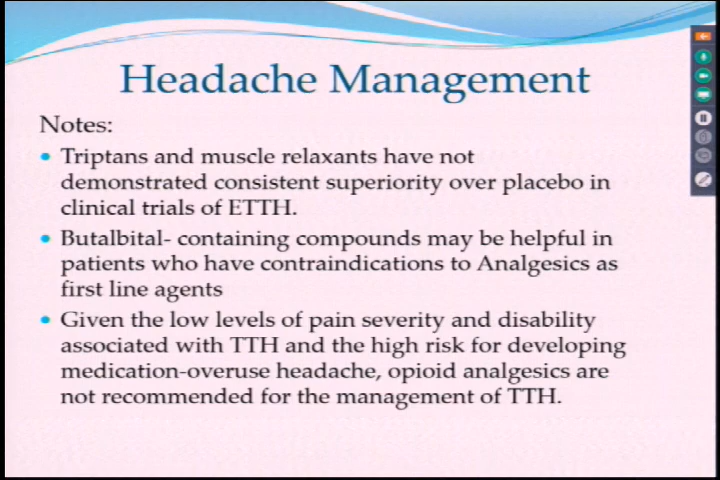 Headache Management
Notes:
• Triptans and muscle relaxants have not
demonstrated consistent superiority over placebo in
clinical trials of ETTH.
• Butalbital- containing compounds may be helpful in
patients who have contraindications to Analgesics as
first line agents
• Given the low levels of pain severity and disability
associated with TTH and the high risk for developing
medication-overuse headache, opioid analgesics are
not recommended for the management of TTH.